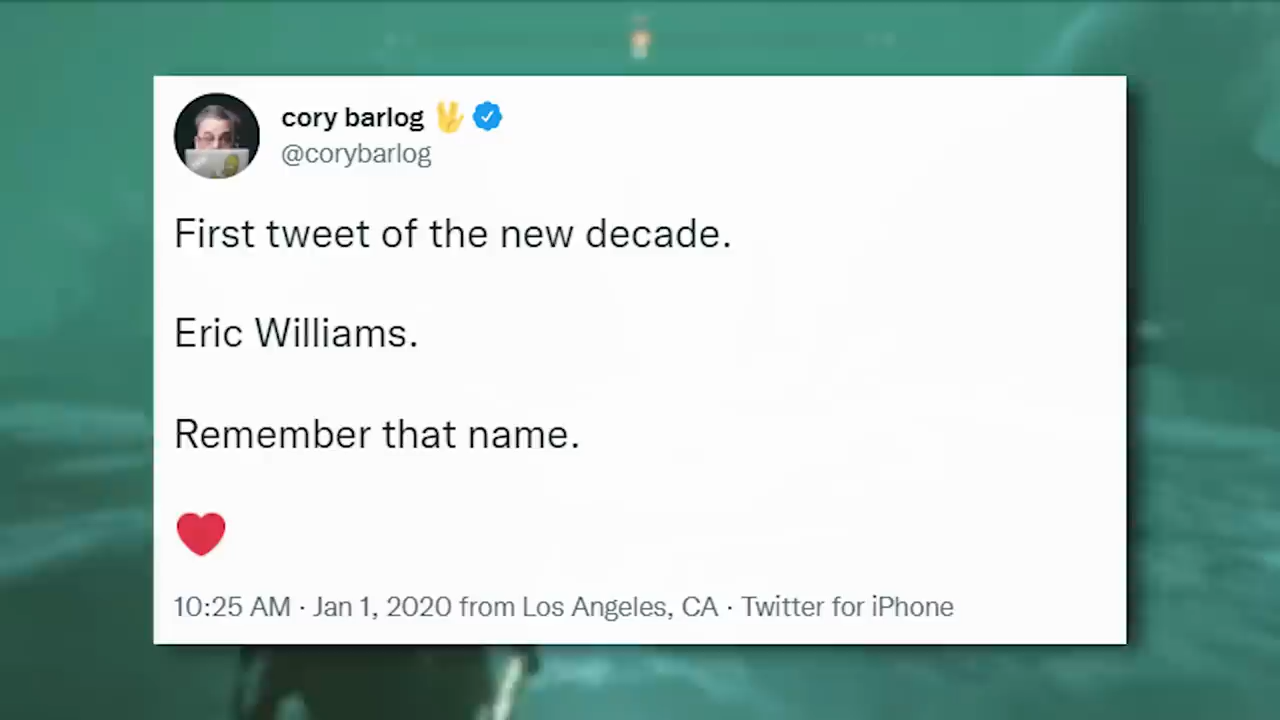 cory barlog 🖖
@corybarlog
First tweet of the new decade.
Eric Williams.
Remember that name.
❤️
10:25 AM · Jan 1, 2020 from Los Angeles, CA · Twitter for iPhone